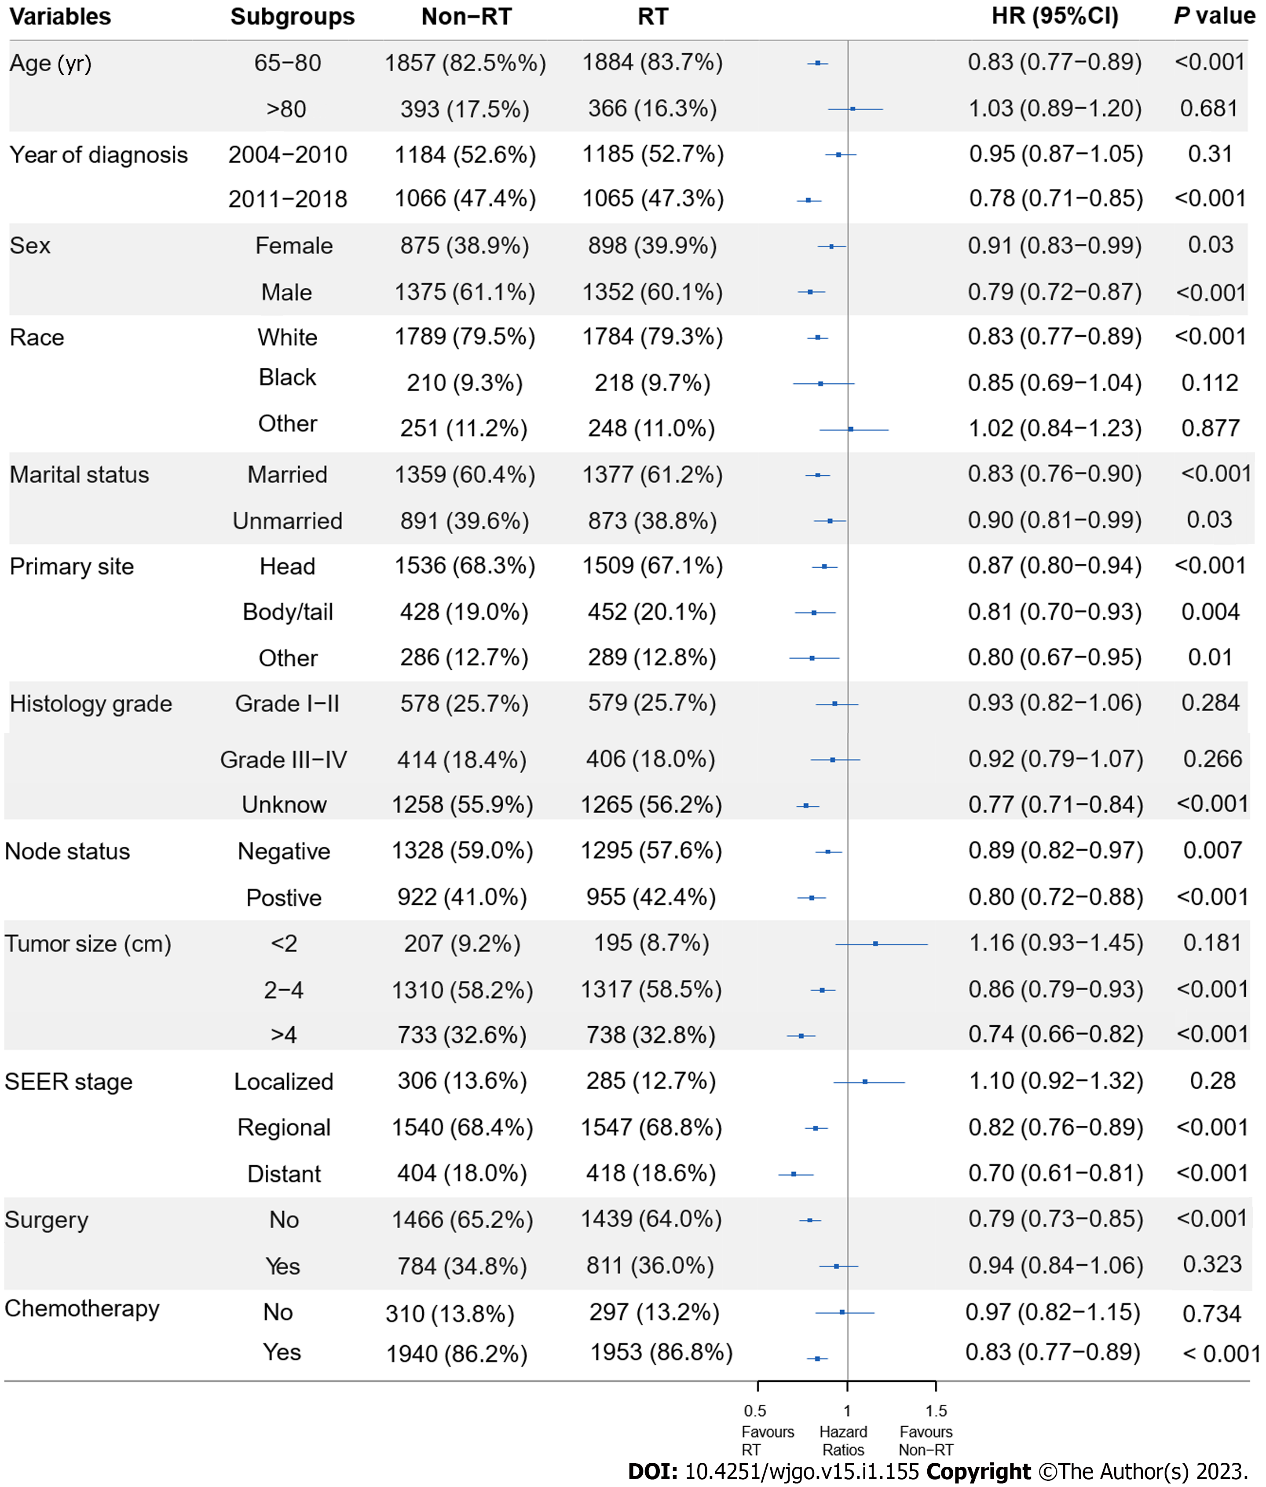 Variables Subgroups Non−RT RT HR (95%CI) P value
Age (yr) 65−80 1857 (82.5%%) 1884 (83.7%) 0.83 (0.77−0.89) <0.001
>80 393 (17.5%) 366 (16.3%) 1.03 (0.89−1.20) 0.681
Year of diagnosis 2004−2010 1184 (52.6%) 1185 (52.7%) 0.95 (0.87−1.05) 0.31
2011−2018 1066 (47.4%) 1065 (47.3%) 0.78 (0.71−0.85) <0.001
Sex Female 875 (38.9%) 898 (39.9%) 0.91 (0.83−0.99) 0.03
Male 1375 (61.1%) 1352 (60.1%) 0.79 (0.72−0.87) <0.001
Race White 1789 (79.5%) 1784 (79.3%) 0.83 (0.77−0.89) <0.001
Black 210 (9.3%) 218 (9.7%) 0.85 (0.69−1.04) 0.112
Other 251 (11.2%) 248 (11.0%) 1.02 (0.84−1.23) 0.877
Marital status Married 1359 (60.4%) 1377 (61.2%) 0.83 (0.76−0.90) <0.001
Unmarried 891 (39.6%) 873 (38.8%) 0.90 (0.81−0.99) 0.03
Primary site Head 1536 (68.3%) 1509 (67.1%) 0.87 (0.80−0.94) <0.001
Body/tail 428 (19.0%) 452 (20.1%) 0.81 (0.70−0.93) 0.004
Other 286 (12.7%) 289 (12.8%) 0.80 (0.67−0.95) 0.01
Histology grade Grade I−II 578 (25.7%) 579 (25.7%) 0.93 (0.82−1.06) 0.284
Grade III−IV 414 (18.4%) 406 (18.0%) 0.92 (0.79−1.07) 0.266
Unknow 1258 (55.9%) 1265 (56.2%) 0.77 (0.71−0.84) <0.001
Node status Negative 1328 (59.0%) 1295 (57.6%) 0.89 (0.82−0.97) 0.007
Postive 922 (41.0%) 955 (42.4%) 0.80 (0.72−0.88) <0.001
Tumor size (cm) <2 207 (9.2%) 195 (8.7%) 1.16 (0.93−1.45) 0.181
2−4 1310 (58.2%) 1317 (58.5%) 0.86 (0.79−0.93) <0.001
>4 733 (32.6%) 738 (32.8%) 0.74 (0.66−0.82) <0.001
SEER stage Localized 306 (13.6%) 285 (12.7%) 1.10 (0.92−1.32) 0.28
Regional 1540 (68.4%) 1547 (68.8%) 0.82 (0.76−0.89) <0.001
Distant 404 (18.0%) 418 (18.6%) 0.70 (0.61−0.81) <0.001
Surgery No 1466 (65.2%) 1439 (64.0%) 0.79 (0.73−0.85) <0.001
Yes 784 (34.8%) 811 (36.0%) 0.94 (0.84−1.06) 0.323
Chemotherapy No 310 (13.8%) 297 (13.2%) 0.97 (0.82−1.15) 0.734
Yes 1940 (86.2%) 1953 (86.8%) 0.83 (0.77−0.89) < 0.001
0.5 1 1.5
Favours Hazard Favours
RT Ratios Non−RT
DOI: 10.4251/wjgo.v15.i1.155 Copyright ©The Author(s) 2023.